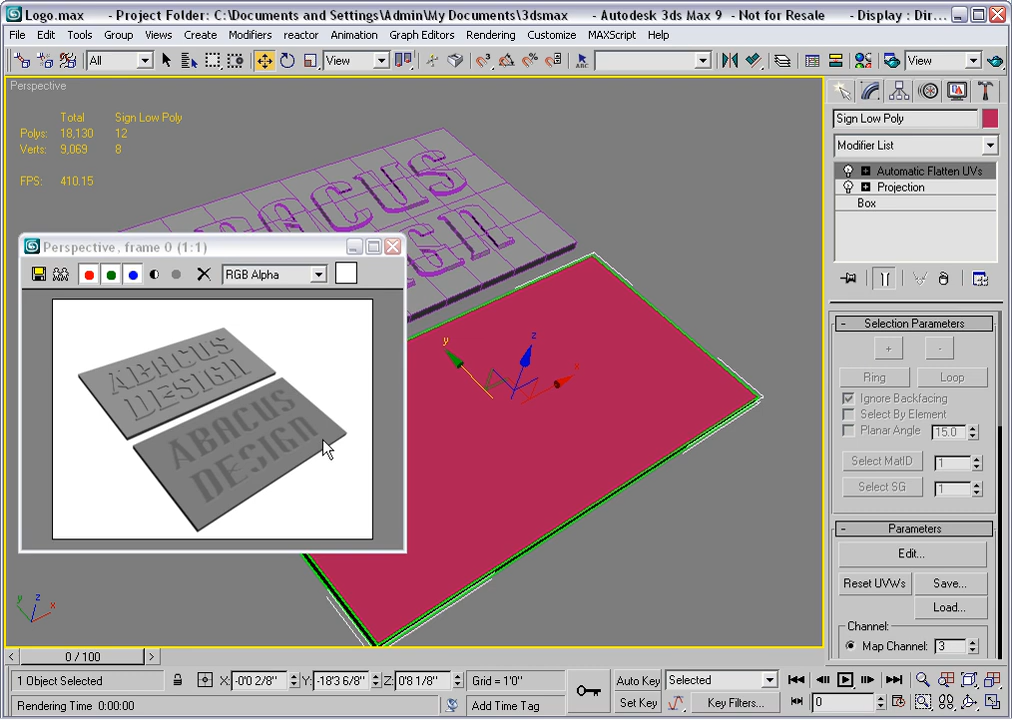 Logo.max - Project Folder: C:\Documents and Settings\Admin\My Documents\3dsmax - Autodesk 3ds Max 9 - Not for Resale - Display : Dir...
File Edit Tools Group Views Create Modifiers reactor Animation Graph Editors Rendering Customize MAXScript Help
All View ABC View
Perspective
Total Sign Low Poly
Polys: 18,130 12
Verts: 9,069 8
FPS: 410.15
Sign Low Poly
Modifier List
Automatic Flatten UVs
Projection
Box
Perspective, frame 0 (1:1)
RGB Alpha
ABACUS
DESIGN
ABACUS
DESIGN
y z x
z y x
- Selection Parameters
+ -
Ring Loop
Ignore Backfacing
Select By Element
Planar Angle 15.0
Select MatID 1
Select SG 1
- Parameters
Edit...
Reset UVWs Save...
Load...
Channel:
Map Channel: 3
< 0 / 100 >
1 Object Selected X: -0'0 2/8" Y: -18'3 6/8" Z: 0'8 1/8" Grid = 1'0" Auto Key Selected
Rendering Time 0:00:00 Add Time Tag Set Key Key Filters... 0